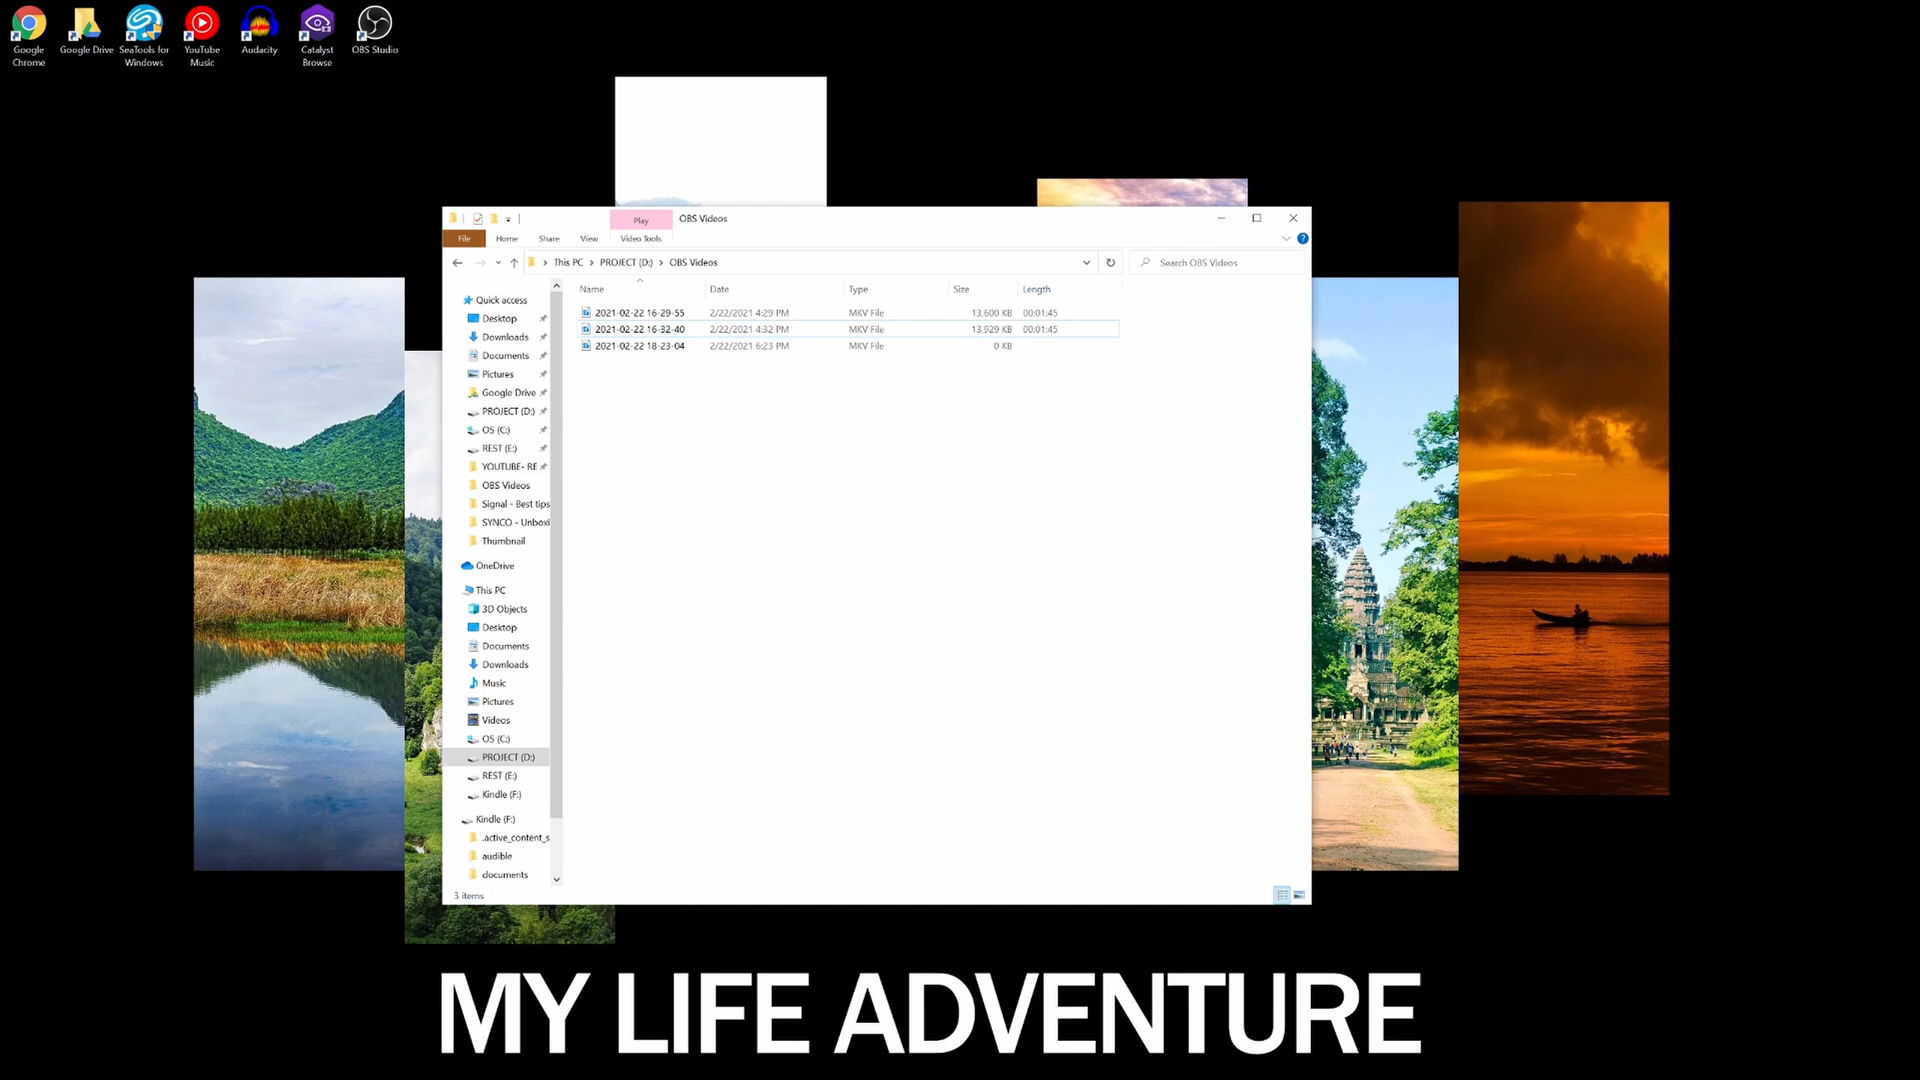 Google Chrome
Google Drive
SeaTools for Windows
YouTube Music
Audacity
Catalyst Browse
OBS Studio
Play
OBS Videos
File
Home
Share
View
Video Tools
This PC
PROJECT (D:)
OBS Videos
Search OBS Videos
Name
Date
Type
Size
Length
2021-02-22 16-29-55 2/22/2021 4:29 PM MKV File 13,600 KB 00:01:45
2021-02-22 16-32-40 2/22/2021 4:32 PM MKV File 13,929 KB 00:01:45
2021-02-22 18-23-04 2/22/2021 6:23 PM MKV File 0 KB
Quick access
Desktop
Downloads
Documents
Pictures
Google Drive
PROJECT (D:)
OS (C:)
REST (E:)
YOUTUBE- RE
OBS Videos
Signal - Best tips
SYNCO - Unboxi
Thumbnail
OneDrive
This PC
3D Objects
Desktop
Documents
Downloads
Music
Pictures
Videos
OS (C:)
PROJECT (D:)
REST (E:)
Kindle (F:)
Kindle (F:)
.active_content_s
audible
documents
3 items
MY LIFE ADVENTURE